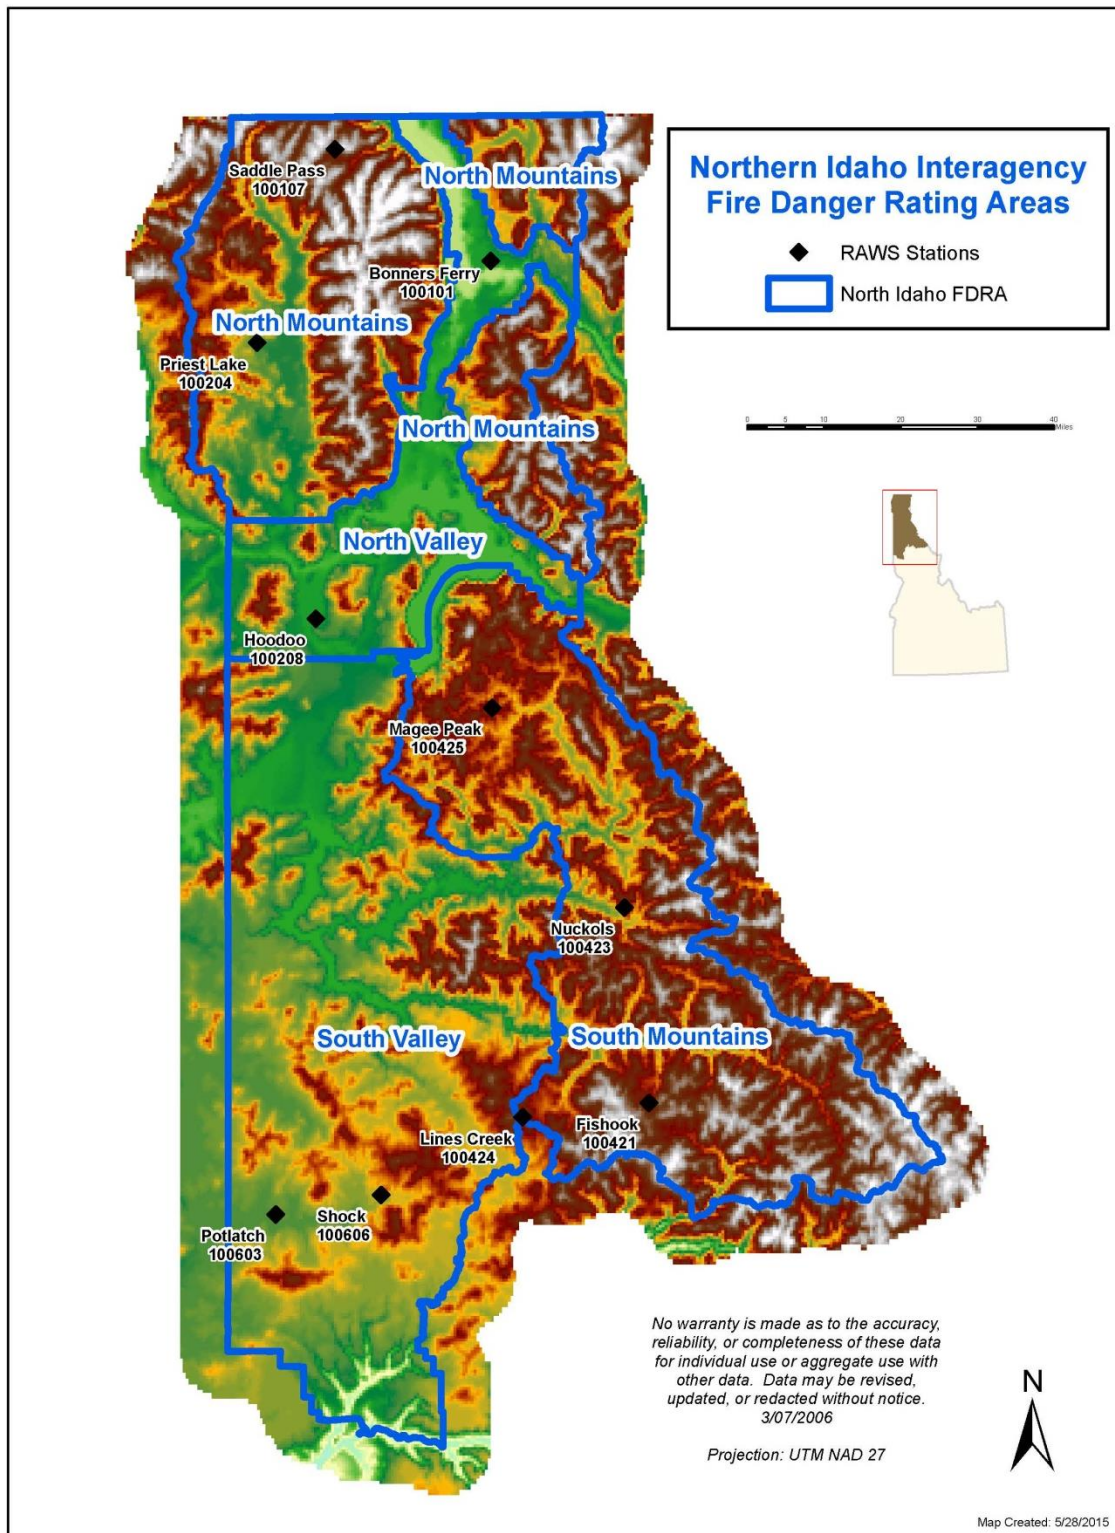 Northern Idaho Interagency
Fire Danger Rating Areas
RAWS Stations
North Idaho FDRA
Saddle Pass
100107
North Mountains
Bonners Ferry
100101
North Mountains
Priest Lake
100204
North Mountains
0 5 10 20 30 40
Miles
North Valley
Hoodoo
100208
Magee Peak
100425
Nuckols
100423
South Valley
South Mountains
Lines Creek
100424
Fishook
100421
Potlatch
100603
Shock
100606
No warranty is made as to the accuracy,
reliability, or completeness of these data
for individual use or aggregate use with
other data. Data may be revised,
updated, or redacted without notice.
3/07/2006
Projection: UTM NAD 27
N
Map Created: 5/28/2015